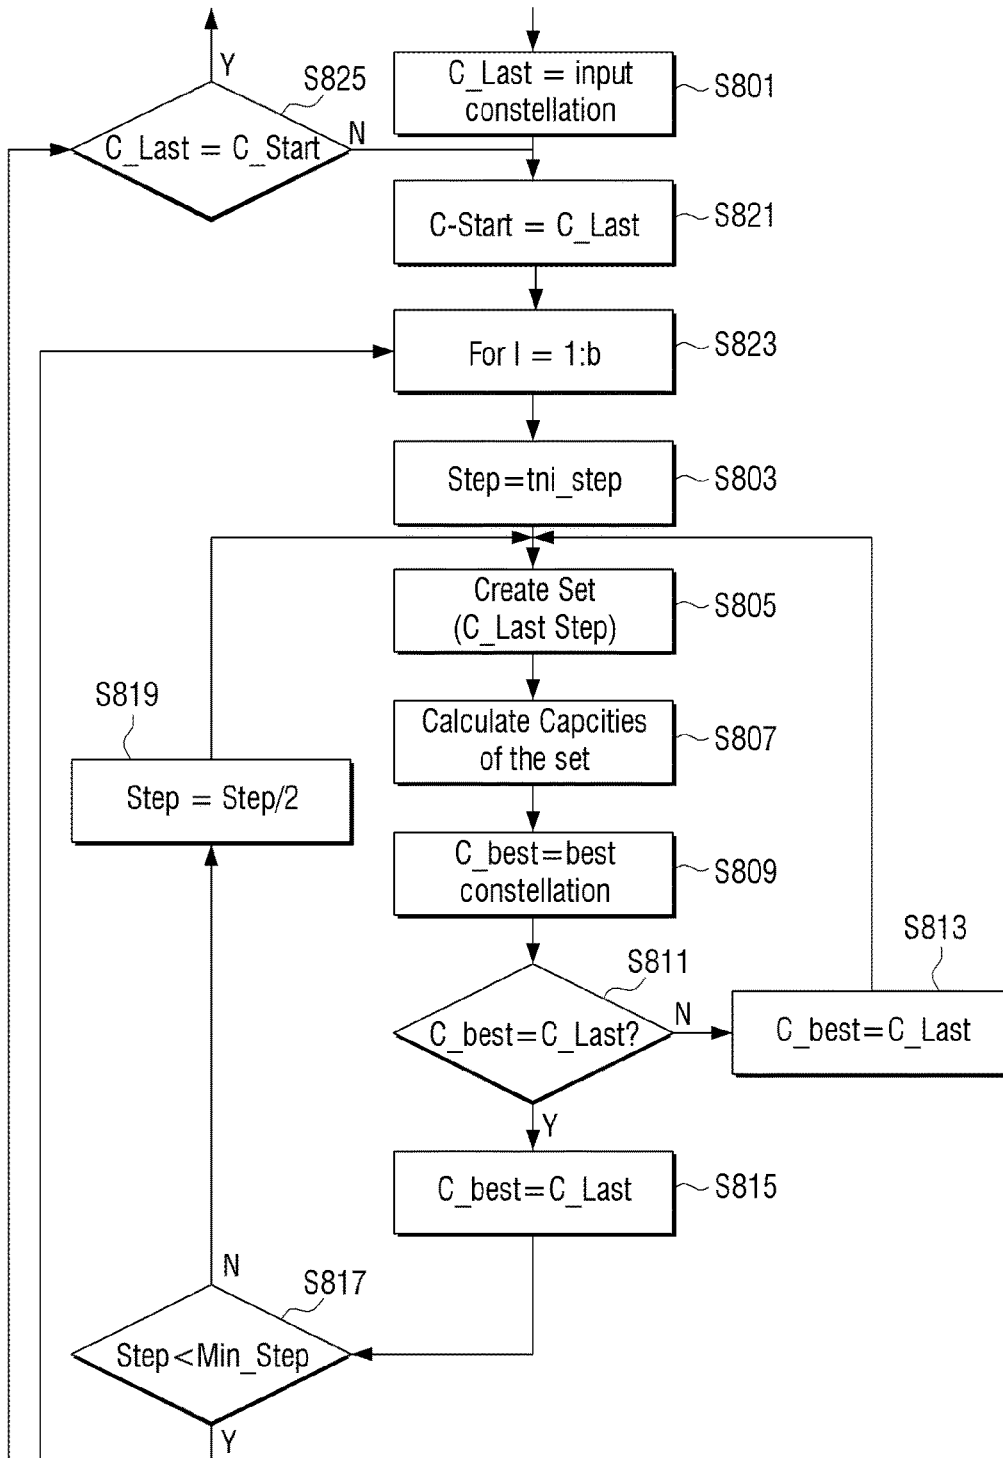 Y
S825
C_Last = C_Start
N
C_Last = input
constellation
S801
C-Start = C_Last
S821
For I = 1:b
S823
Step=tni_step
S803
Create Set
(C_Last Step)
S805
S819
Step = Step/2
Calculate Capcities
of the set
S807
C_best=best
constellation
S809
S811
C_best=C_Last?
N
S813
C_best=C_Last
Y
C_best=C_Last
S815
N
S817
Step<Min_Step
Y